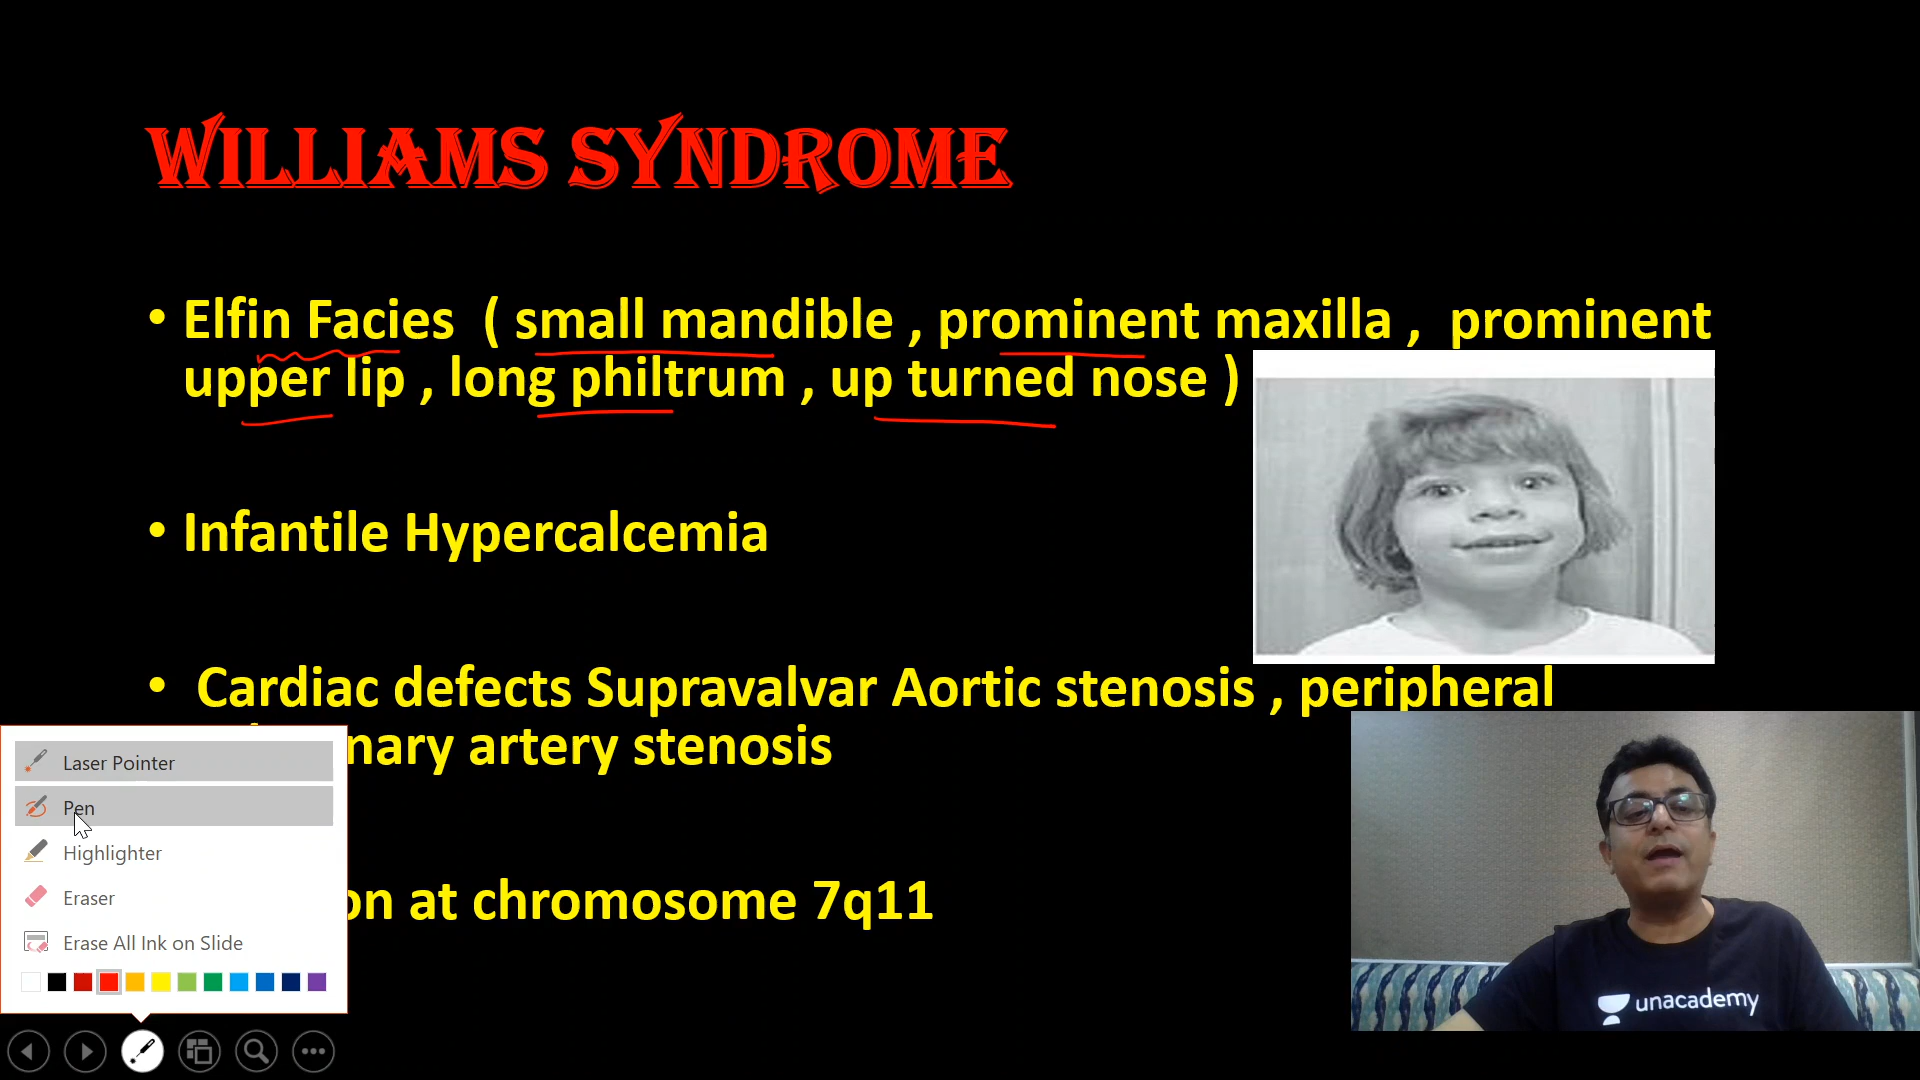 WILLIAMS SYNDROME
• Elfin Facies ( small mandible , prominent maxilla , prominent
upper lip , long philtrum , up turned nose )
• Infantile Hypercalcemia
• Cardiac defects Supravalvar Aortic stenosis , peripheral
nary artery stenosis
on at chromosome 7q11
Laser Pointer
Pen
Highlighter
Eraser
Erase All Ink on Slide
unacademy